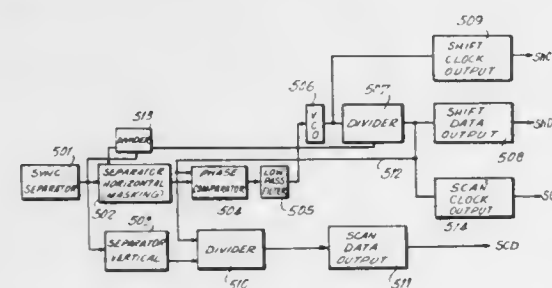 509
SHIFT
CLOCK
OUTPUT
ShC
506
507
VCO
DIVIDER
SHIFT
DATA
OUTPUT
ShD
508
513
DIVIDER
501
SYNC
SEPARATOR
SEPARATOR
HORIZONTAL
MASKING)
502
PHASE
COMPARATOR
504
LOW
PASS
FILTER
505
512
SCAN
CLOCK
OUTPUT
514
SEPARATOR
VERTICAL
DIVIDER
510
SCAN
DATA
OUTPUT
511
SCD